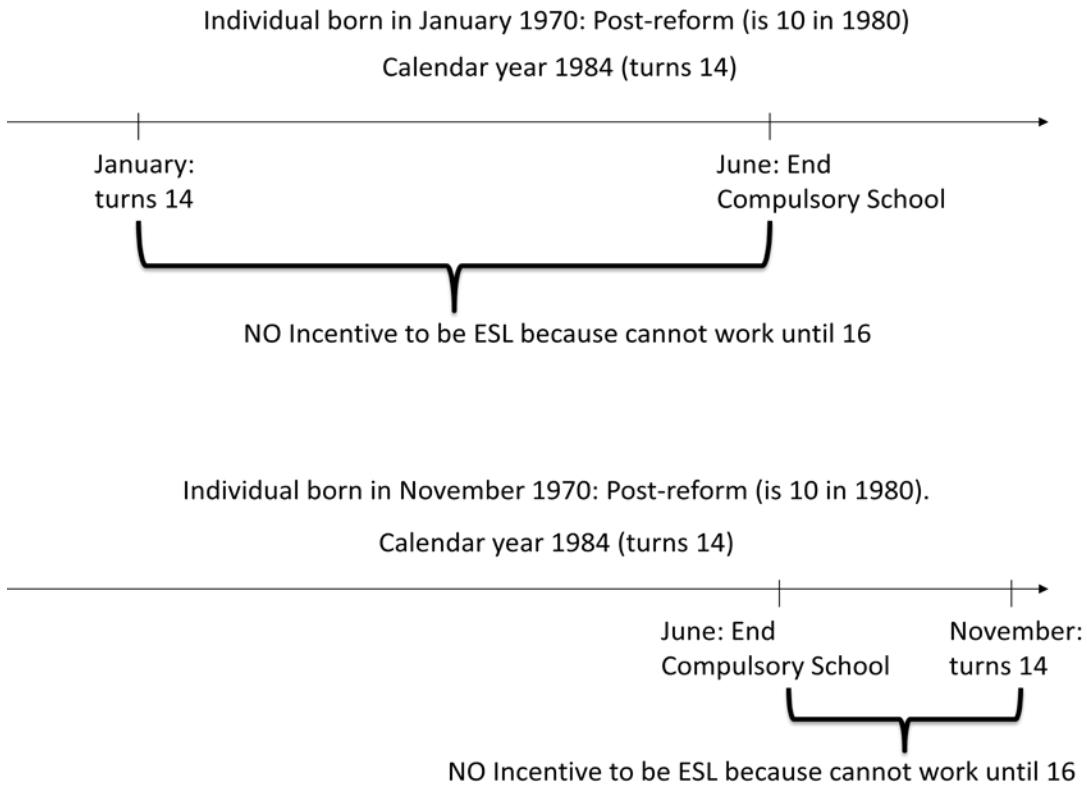 Individual born in January 1970: Post-reform (is 10 in 1980)
Calendar year 1984 (turns 14)
January:
turns 14
June: End
Compulsory School
NO Incentive to be ESL because cannot work until 16
Individual born in November 1970: Post-reform (is 10 in 1980).
Calendar year 1984 (turns 14)
June: End
Compulsory School
November:
turns 14
NO Incentive to be ESL because cannot work until 16